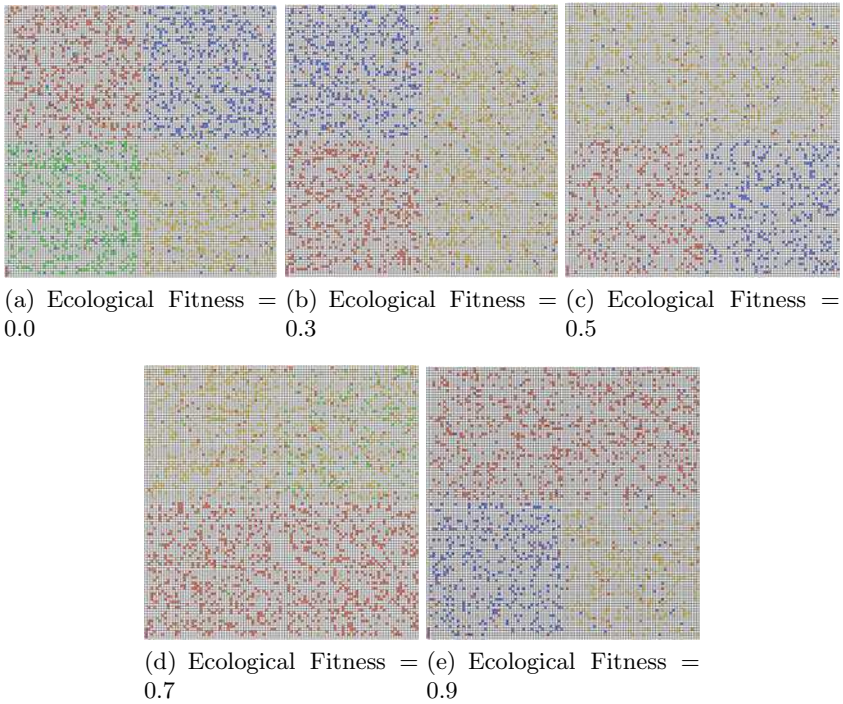 (a) Ecological Fitness =
0.0
(b) Ecological Fitness =
0.3
(c) Ecological Fitness =
0.5
(d) Ecological Fitness =
0.7
(e) Ecological Fitness =
0.9